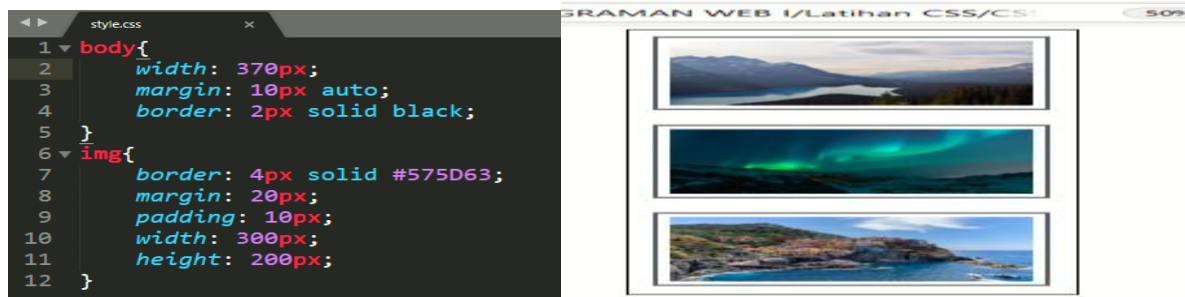 style.css ×
1 body{
2 width: 370px;
3 margin: 10px auto;
4 border: 2px solid black;
5 }
6 img{
7 border: 4px solid #575D63;
8 margin: 20px;
9 padding: 10px;
10 width: 300px;
11 height: 200px;
12 }
GRAMAN WEB I/Latihan CSS/CS
50%